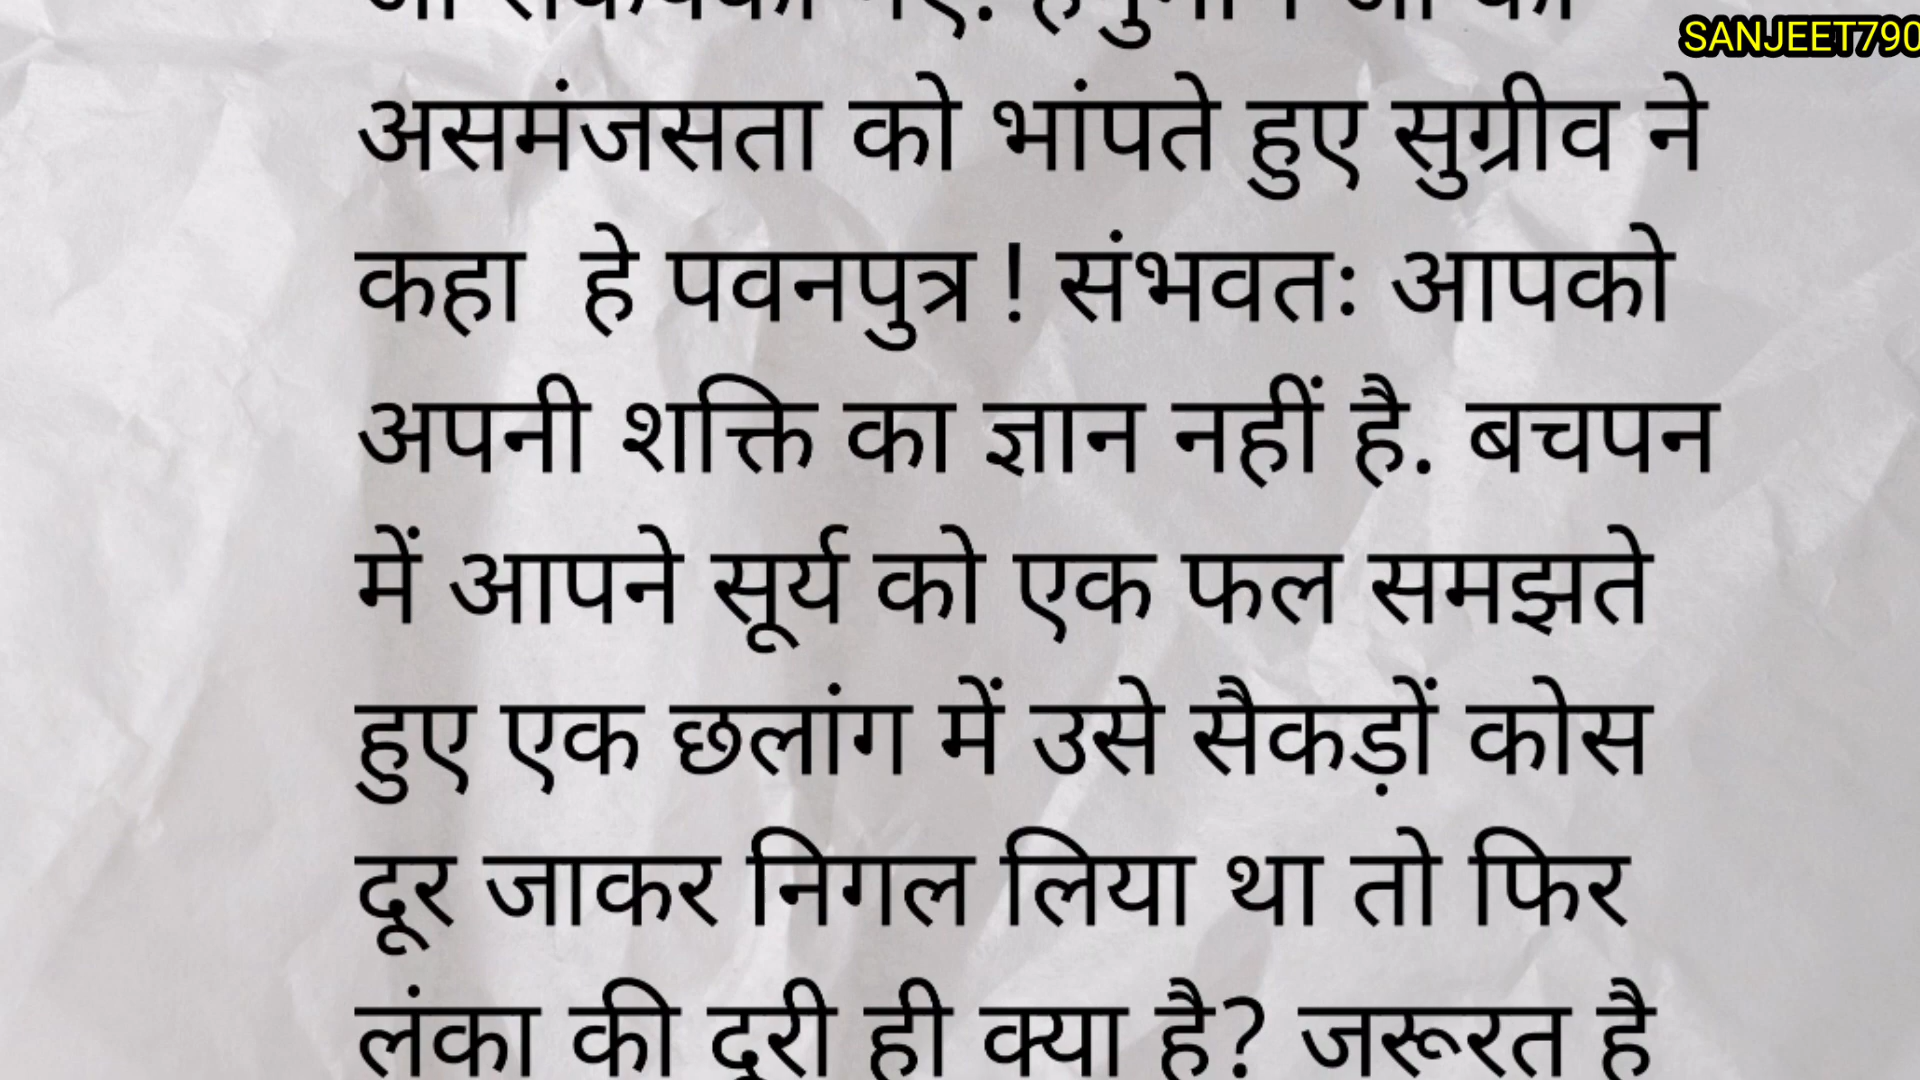 SANJEET790
असमंजसता को भांपते हुए सुग्रीव ने
कहा  हे पवनपुत्र ! संभवतः आपको
अपनी शक्ति का ज्ञान नहीं है. बचपन
में आपने सूर्य को एक फल समझते
हुए एक छलांग में उसे सैकड़ों कोस
दूर जाकर निगल लिया था तो फिर
लंका की दूरी ही क्या है? जरूरत है